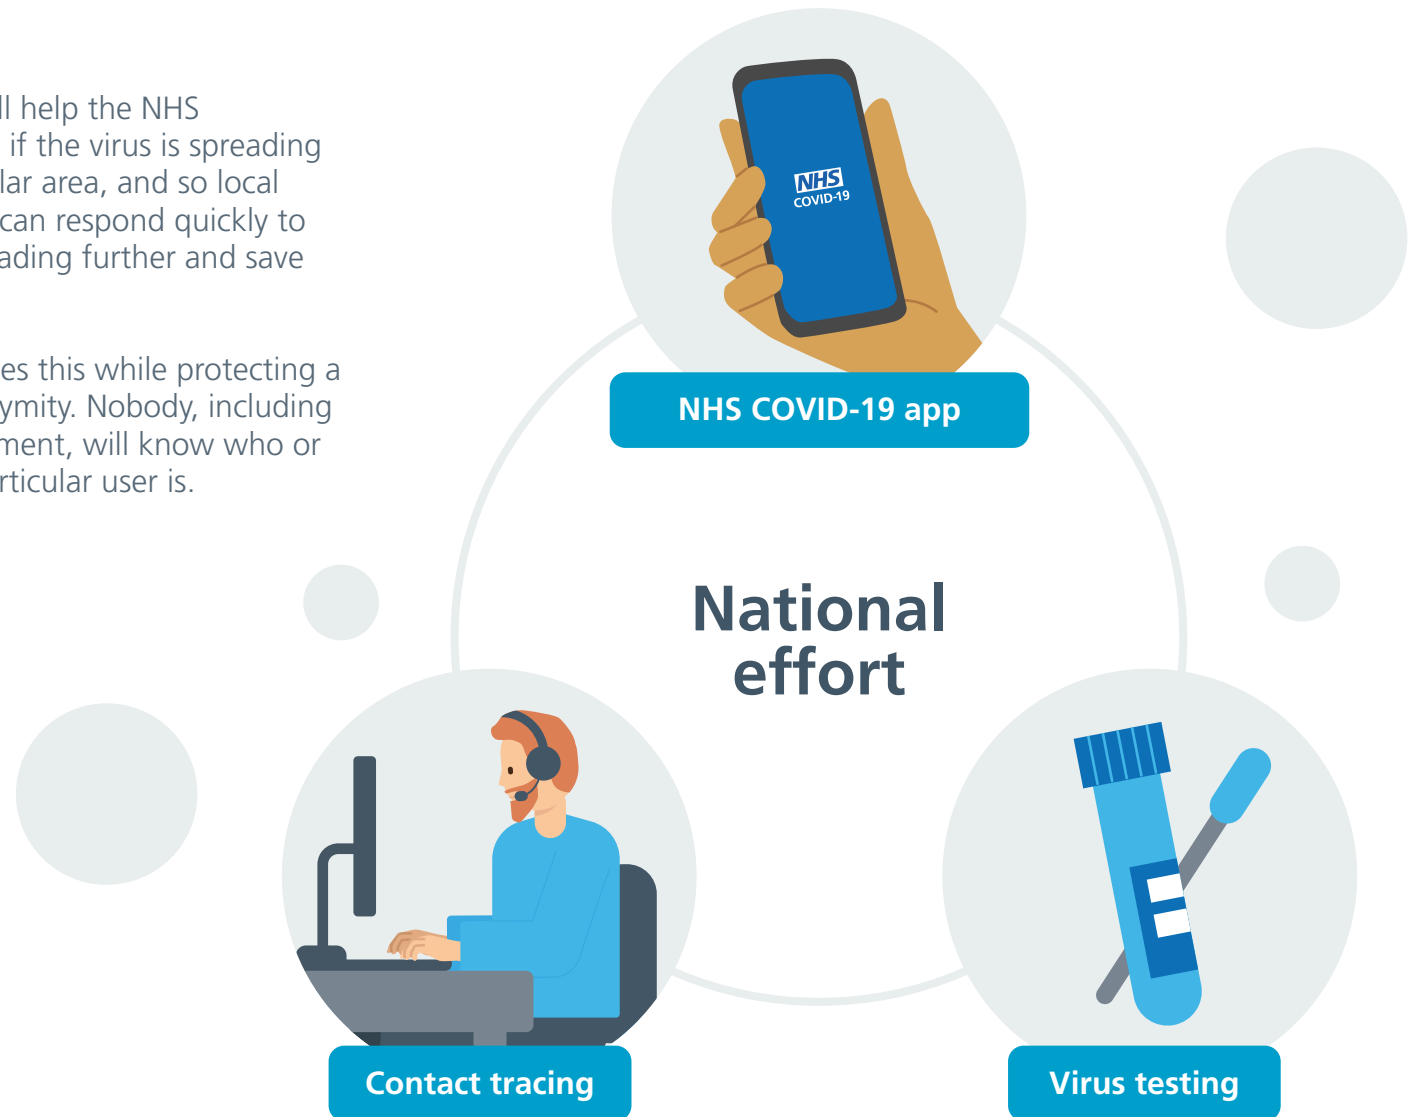 ll help the NHS
if the virus is spreading
lar area, and so local
can respond quickly to
ading further and save
es this while protecting a
ymity. Nobody, including
ment, will know who or
rticular user is.
NHS
COVID-19
NHS COVID-19 app
National
effort
Contact tracing
Virus testing